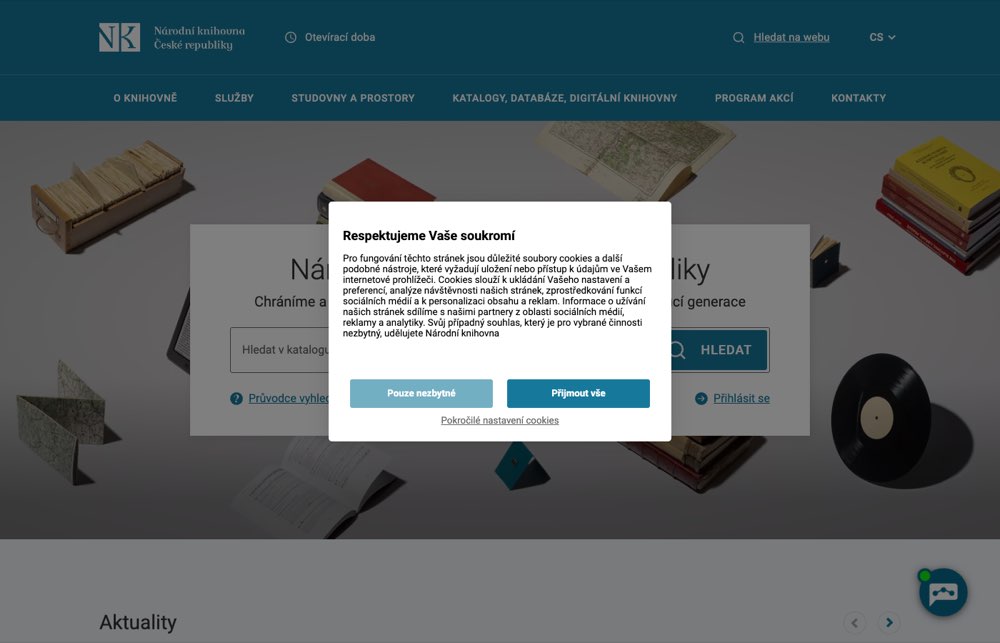 Národní knihovna
České republiky
Otevírací doba
Hledat na webu
CS
O KNIHOVNĚ
SLUŽBY
STUDOVNY A PROSTORY
KATALOGY, DATABÁZE, DIGITÁLNÍ KNIHOVNY
PROGRAM AKCÍ
KONTAKTY
Respektujeme Vaše soukromí
Pro fungování těchto stránek jsou důležité soubory cookies a další
podobné nástroje, které vyžadují uložení nebo přístup k údajům ve Vašem
internetové prohlížeči. Cookies slouží k ukládání Vašeho nastavení a
preferencí, analýze návštěvnosti našich stránek, zprostředkování funkcí
sociálních médií a k personalizaci obsahu a reklam. Informace o užívání
našich stránek sdílíme s našimi partnery z oblasti sociálních médií,
reklamy a analytiky. Svůj případný souhlas, který je pro vybrané činnosti
nezbytný, udělujete Národní knihovna
Pouze nezbytné
Přijmout vše
Pokročilé nastavení cookies
Chráníme a
generace
Hledat v katalogu
HLEDAT
Průvodce
Přihlásit se
Aktuality